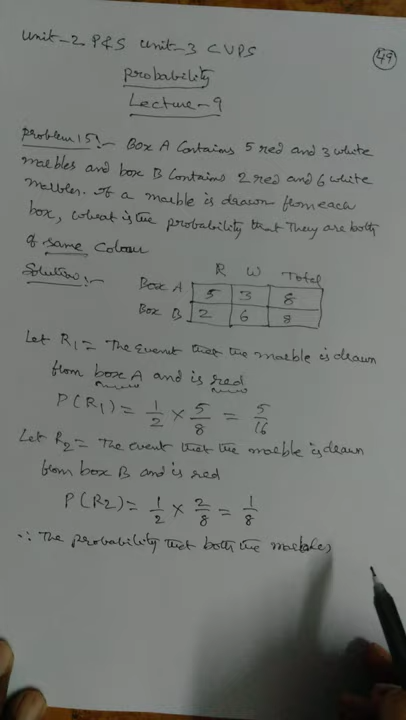 Unit-2 P&S Unit-3 CVPS
49
Probability
Lecture-9
Problem 15:- Box A contains 5 red and 3 white
marbles and box B contains 2 red and 6 white
marbles. If a marble is drawn from each
box, what is the probability that they are both
of same colour
Solution:-
R W Total
Box A 5 3 8
Box B 2 6 8
Let R1 = The event that the marble is drawn
from box A and is red
P(R1) = 1/2 × 5/8 = 5/16
Let R2 = The event that the marble is drawn
from box B and is red
P(R2) = 1/2 × 2/8 = 1/8
∴ The probability that both the marbles